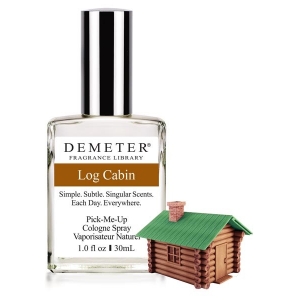 DEMETER®
FRAGRANCE LIBRARY
Log Cabin
Simple. Subtle. Singular Scents.
Each Day. Everywhere.
Pick-Me-Up
Cologne Spray
Vaporisateur Naturel
1.0 fl oz | 30mL